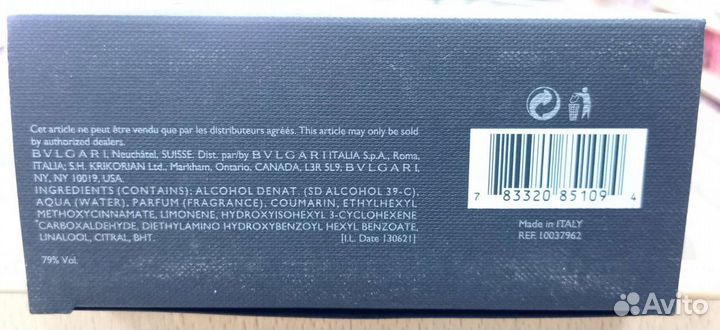 Cet article ne peut être vendu que par les distributeurs agréés. This article may only be sold
by authorized dealers.
BVLGARI, Neuchâtel, SUISSE. Dist. par/by BVLGARI ITALIA S.p.A., Roma,
ITALIA; S.H. KRIKORIAN Ltd., Markham, Ontario, CANADA, L3R 5L9; BVLGARI,
NY, NY 10019, USA.
INGREDIENTS (CONTAINS): ALCOHOL DENAT. (SD ALCOHOL 39-C),
AQUA (WATER), PARFUM (FRAGRANCE), COUMARIN, ETHYLHEXYL
METHOXYCINNAMATE, LIMONENE, HYDROXYISOHEXYL 3-CYCLOHEXENE
CARBOXALDEHYDE, DIETHYLAMINO HYDROXYBENZOYL HEXYL BENZOATE,
LINALOOL, CITRAL, BHT. [I.L. Date 130621]
79% Vol.
7 83320 85109 4
Made in ITALY
REF. 10037962
Avito